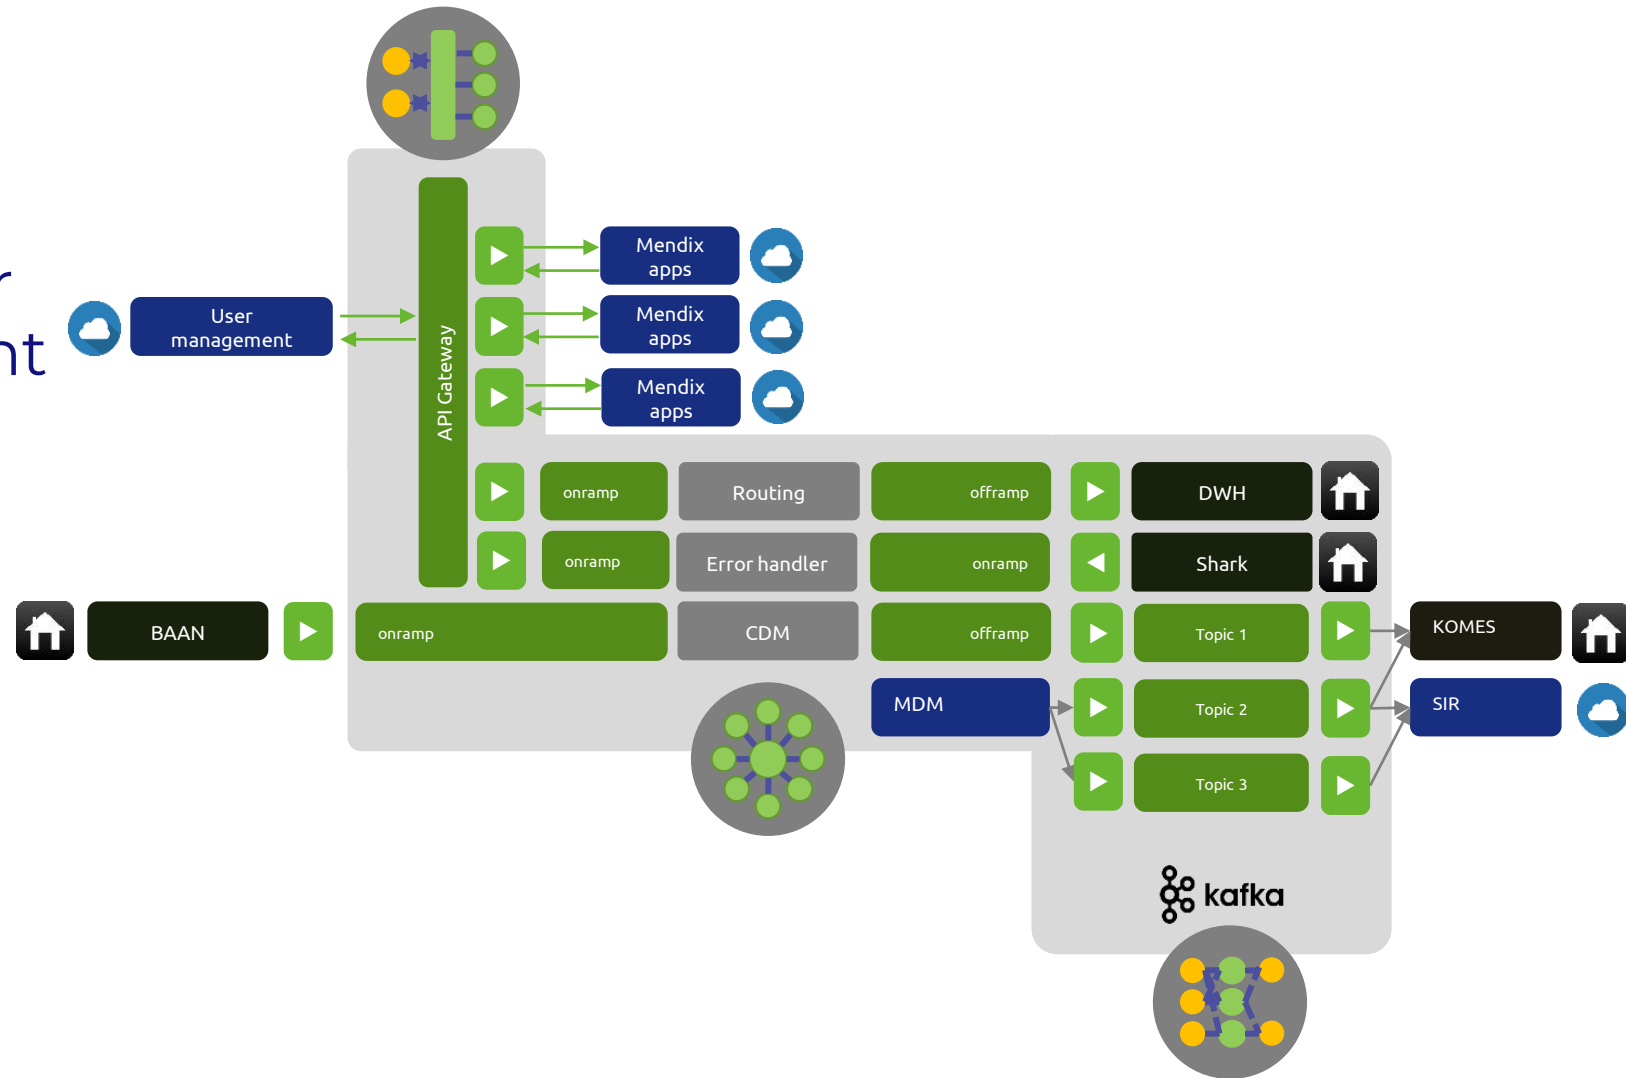 nt
User
management
API Gateway
Mendix
apps
Mendix
apps
Mendix
apps
onramp
Routing
offramp
DWH
onramp
Error handler
onramp
Shark
BAAN
onramp
CDM
offramp
Topic 1
KOMES
MDM
Topic 2
SIR
Topic 3
kafka